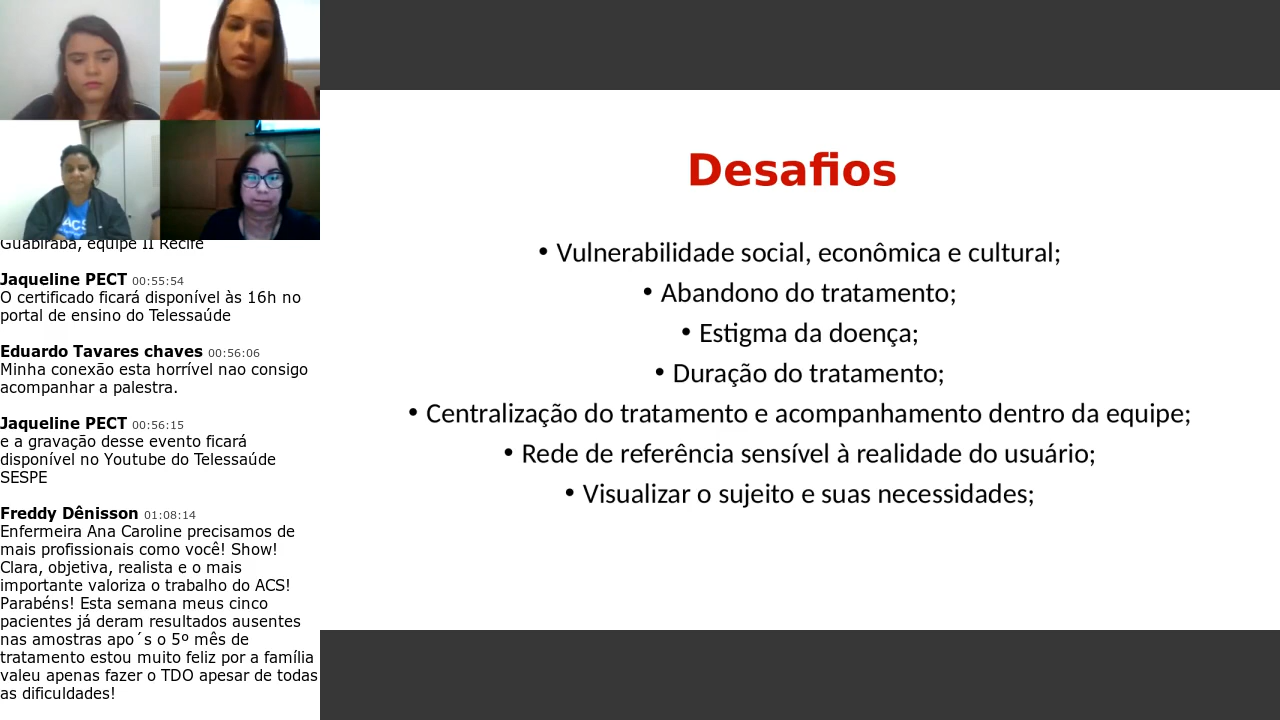 ACS
Guabiraba, equipe II Recife
Jaqueline PECT 00:55:54
O certificado ficará disponível às 16h no
portal de ensino do Telessaúde
Eduardo Tavares chaves 00:56:06
Minha conexão esta horrível nao consigo
acompanhar a palestra.
Jaqueline PECT 00:56:15
e a gravação desse evento ficará
disponível no Youtube do Telessaúde
SESPE
Freddy Dênisson 01:08:14
Enfermeira Ana Caroline precisamos de
mais profissionais como você! Show!
Clara, objetiva, realista e o mais
importante valoriza o trabalho do ACS!
Parabéns! Esta semana meus cinco
pacientes já deram resultados ausentes
nas amostras apo´s o 5º mês de
tratamento estou muito feliz por a família
valeu apenas fazer o TDO apesar de todas
as dificuldades!
Desafios
• Vulnerabilidade social, econômica e cultural;
• Abandono do tratamento;
• Estigma da doença;
• Duração do tratamento;
• Centralização do tratamento e acompanhamento dentro da equipe;
• Rede de referência sensível à realidade do usuário;
• Visualizar o sujeito e suas necessidades;